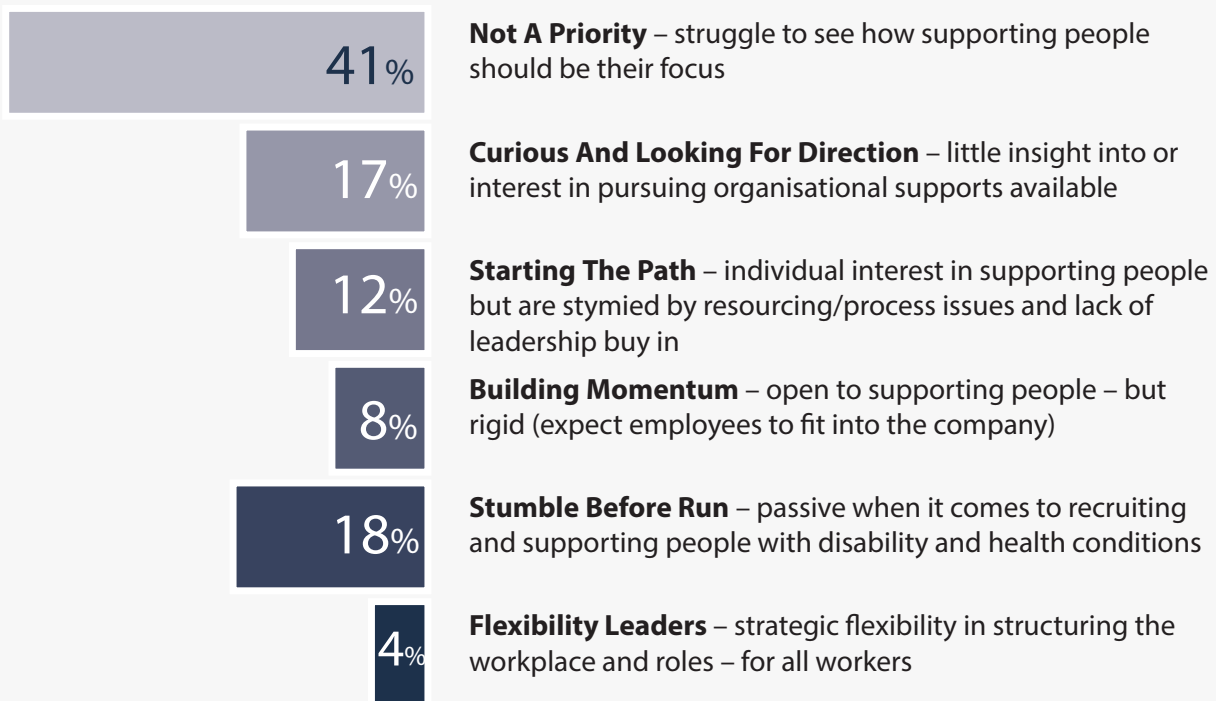 41%
Not A Priority – struggle to see how supporting people
should be their focus
17%
Curious And Looking For Direction – little insight into or
interest in pursuing organisational supports available
12%
Starting The Path – individual interest in supporting people
but are stymied by resourcing/process issues and lack of
leadership buy in
8%
Building Momentum – open to supporting people – but
rigid (expect employees to fit into the company)
18%
Stumble Before Run – passive when it comes to recruiting
and supporting people with disability and health conditions
4%
Flexibility Leaders – strategic flexibility in structuring the
workplace and roles – for all workers